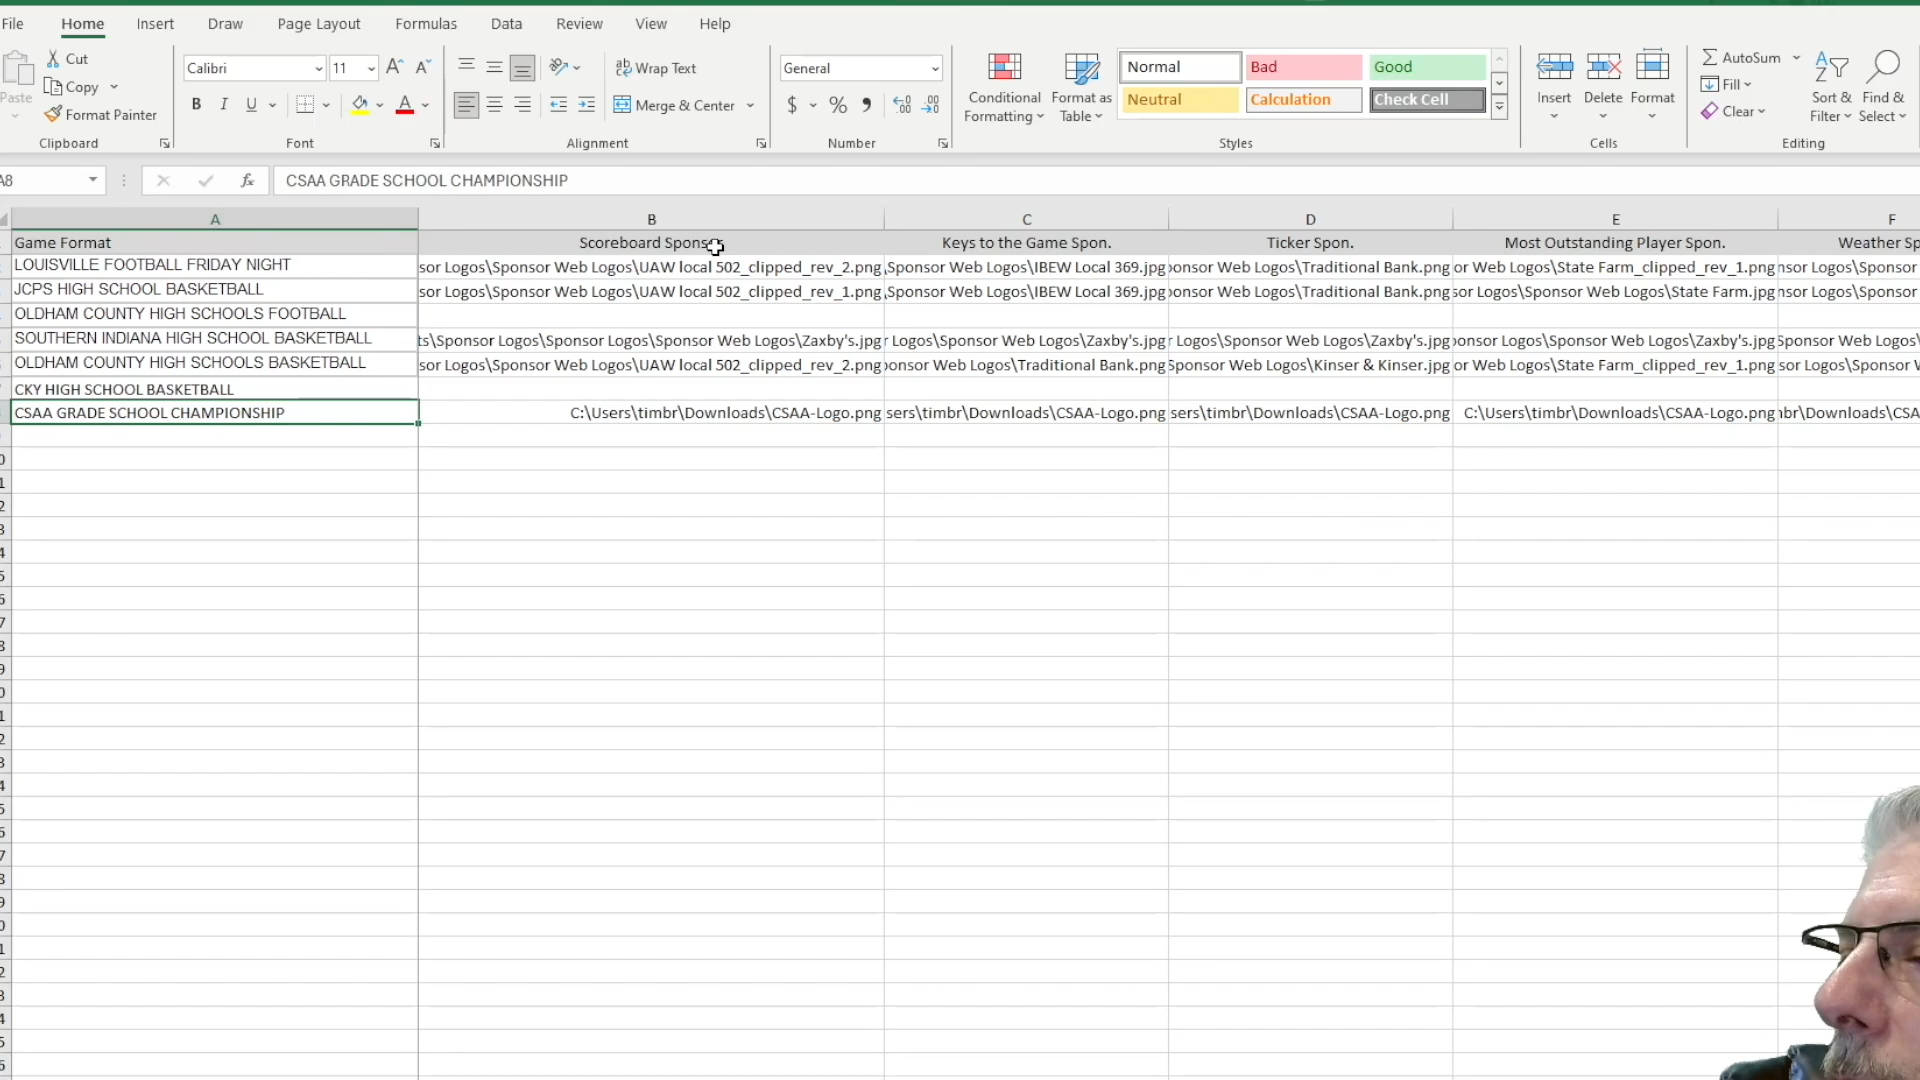 File Home Insert Draw Page Layout Formulas Data Review View Help
Cut
Copy
Format Painter
Paste
Clipboard
Calibri 11
B I U
Font
Wrap Text
Merge & Center
Alignment
General
$ %
Number
Conditional Formatting
Format as Table
Normal Bad Good
Neutral Calculation Check Cell
Styles
Insert Delete Format
Cells
AutoSum
Fill
Clear
Sort & Filter
Find & Select
Editing
A8 fx CSAA GRADE SCHOOL CHAMPIONSHIP
A B C D E F
Game Format Scoreboard Keys to the Game Spon. Ticker Spon. Most Outstanding Player Spon. Weather
LOUISVILLE FOOTBALL FRIDAY NIGHT sor Logos\Sponsor Web Logos\UAW local 502_clipped_rev_2.png \Sponsor Web Logos\IBEW Local 369.jpg onsor Web Logos\Traditional Bank.png or Web Logos\State Farm_clipped_rev_1.png nsor Logos\Sponsor
JCPS HIGH SCHOOL BASKETBALL sor Logos\Sponsor Web Logos\UAW local 502_clipped_rev_1.png \Sponsor Web Logos\IBEW Local 369.jpg onsor Web Logos\Traditional Bank.png sor Logos\Sponsor Web Logos\State Farm.jpg nsor Logos\Sponsor
OLDHAM COUNTY HIGH SCHOOLS FOOTBALL
SOUTHERN INDIANA HIGH SCHOOL BASKETBALL ts\Sponsor Logos\Sponsor Logos\Sponsor Web Logos\Zaxby's.jpg r Logos\Sponsor Web Logos\Zaxby's.jpg r Logos\Sponsor Web Logos\Zaxby's.jpg onsor Logos\Sponsor Web Logos\Zaxby's.jpg Sponsor Web Logos\
OLDHAM COUNTY HIGH SCHOOLS BASKETBALL sor Logos\Sponsor Web Logos\UAW local 502_clipped_rev_2.png onsor Web Logos\Traditional Bank.png Sponsor Web Logos\Kinser & Kinser.jpg or Web Logos\State Farm_clipped_rev_1.png sor Logos\Sponsor W
CKY HIGH SCHOOL BASKETBALL
CSAA GRADE SCHOOL CHAMPIONSHIP C:\Users\timbr\Downloads\CSAA-Logo.png sers\timbr\Downloads\CSAA-Logo.png sers\timbr\Downloads\CSAA-Logo.png C:\Users\timbr\Downloads\CSAA-Logo.png mbr\Downloads\CSA